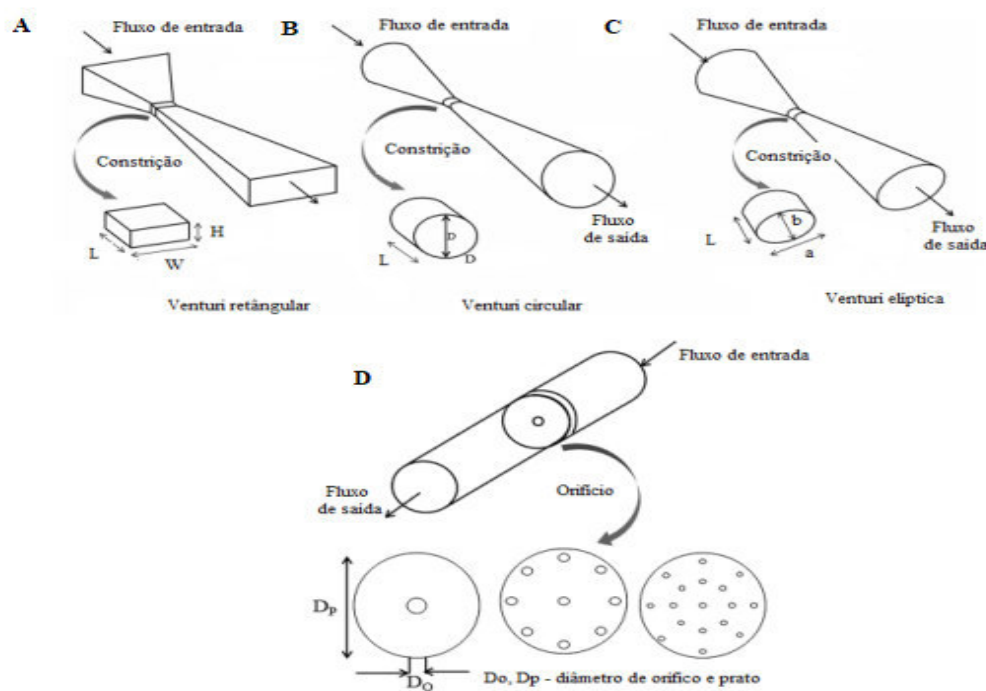 A
Fluxo de entrada
Constrição
L
W
H
Venturi retângular
B
Fluxo de entrada
Constrição
D
D
L
Fluxo
de saída
Venturi circular
C
Fluxo de entrada
Constrição
L
b
a
Fluxo
de saída
Venturi elíptica
D
Fluxo de entrada
Fluxo
de saída
Orifício
DP
DO
Do, Dp - diâmetro de orifico e prato